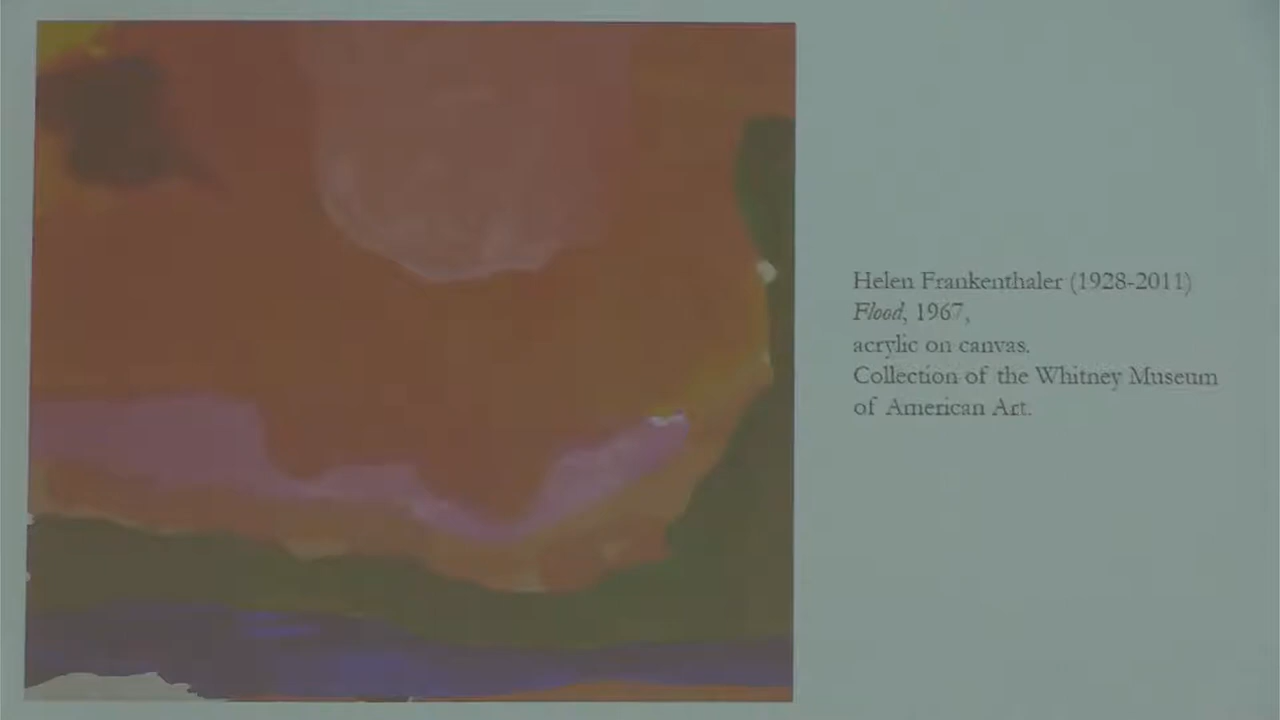 Helen Frankenthaler (1928-2011)
Flood, 1967,
acrylic on canvas.
Collection of the Whitney Museum
of American Art.